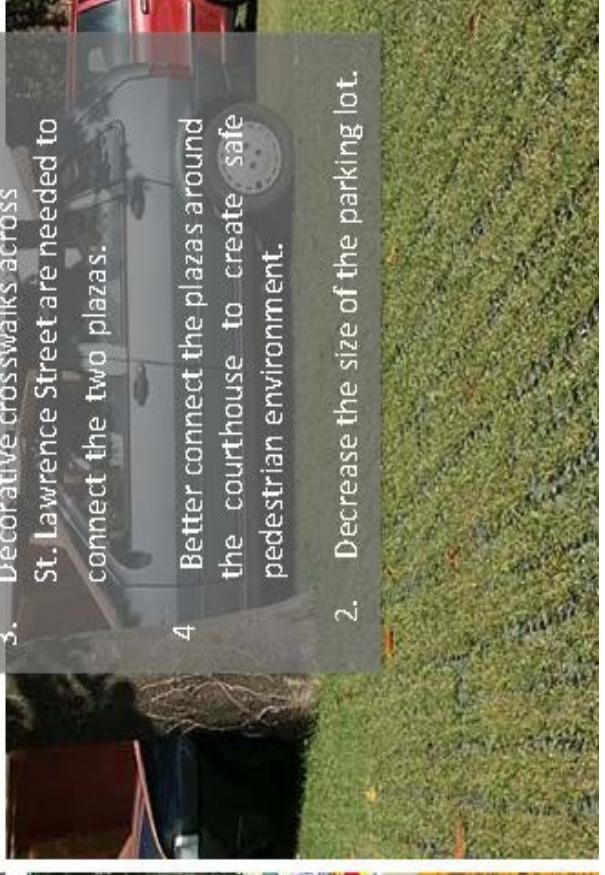 3. Decorative crosswalks across
St. Lawrence Street are needed to
connect the two plazas.
4 Better connect the plazas around
the courthouse to create safe
pedestrian environment.
2. Decrease the size of the parking lot.